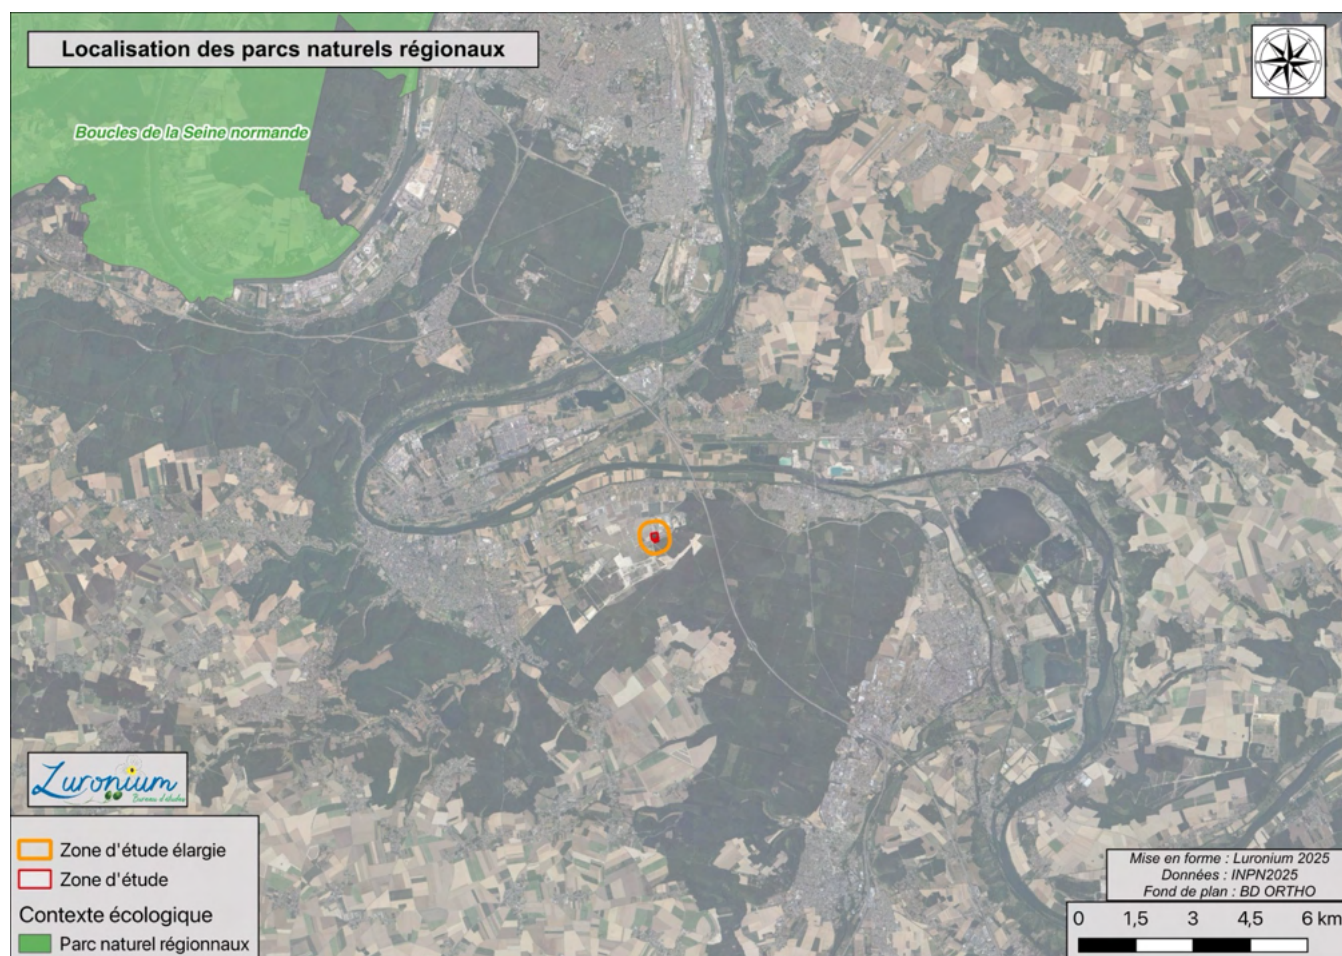 Localisation des parcs naturels régionaux
Boucles de la Seine normande
Luronium
Bureau d'études
Zone d'étude élargie
Zone d'étude
Contexte écologique
Parc naturel régionnaux
Mise en forme : Luronium 2025
Données : INPN2025
Fond de plan : BD ORTHO
0 1,5 3 4,5 6 km